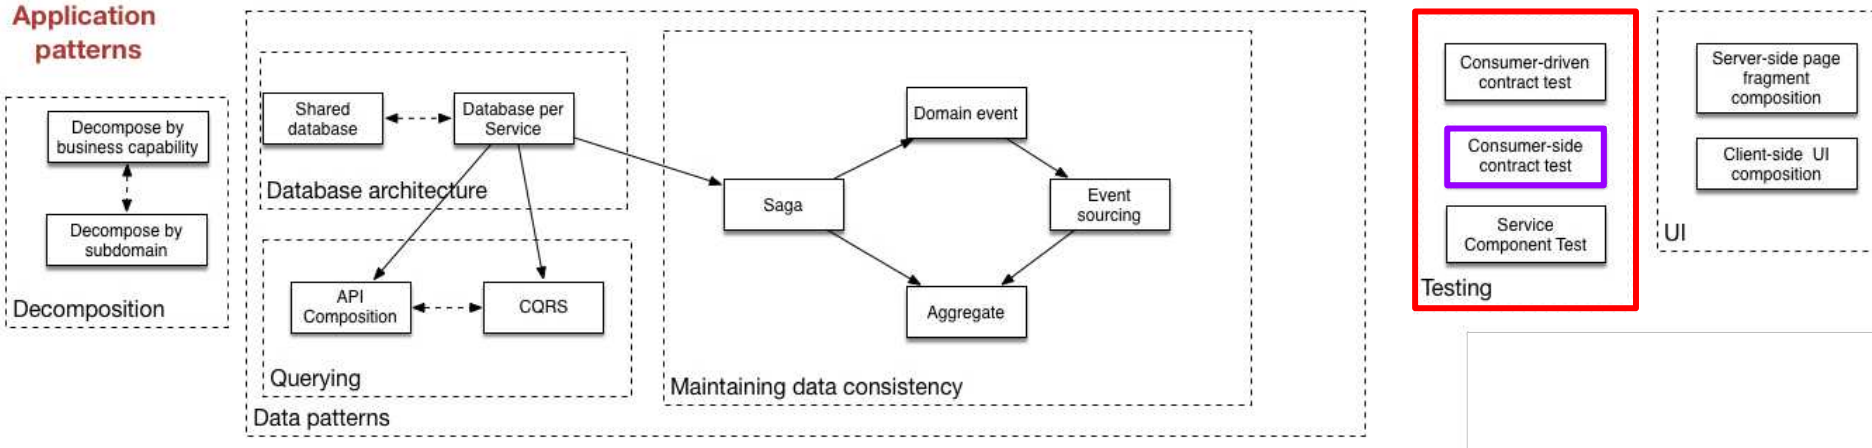 Application
patterns
Decompose by
business capability
Decompose by
subdomain
Decomposition
Shared
database
Database per
Service
Database architecture
API
Composition
CQRS
Querying
Data patterns
Domain event
Saga
Event
sourcing
Aggregate
Maintaining data consistency
Consumer-driven
contract test
Consumer-side
contract test
Service
Component Test
Testing
Server-side page
fragment
composition
Client-side UI
composition
UI